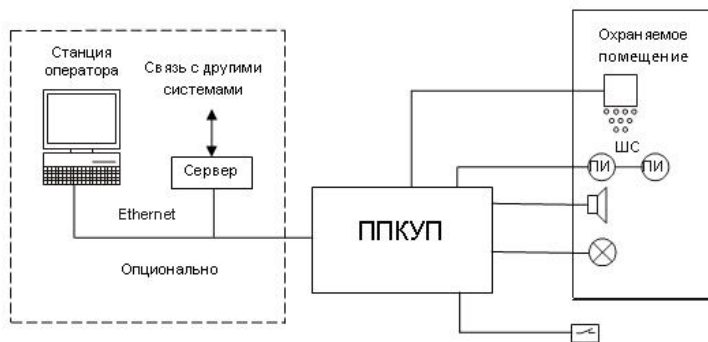 Станция
оператора
Связь с другими
системами
Сервер
Ethernet
Опционально
ППКУП
Охраняемое
помещение
ШС
ПИ
ПИ